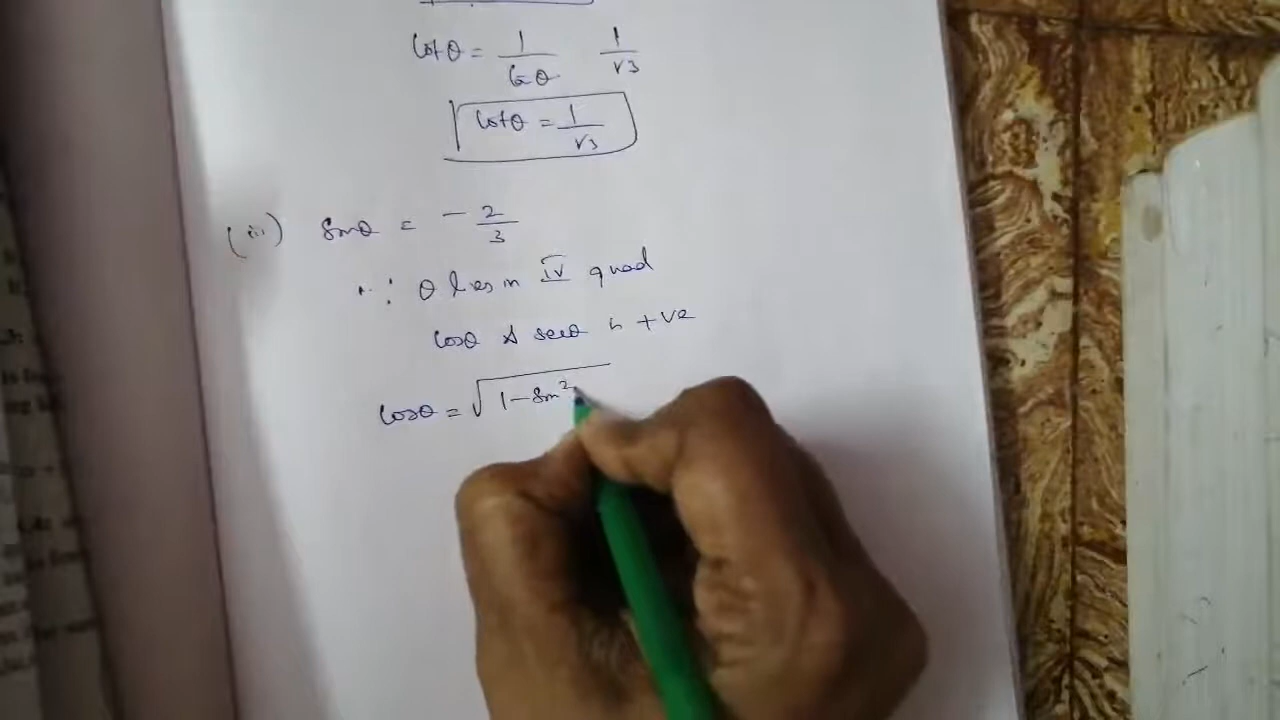 Cotθ = 1/tanθ 1/√3
Cotθ = 1/√3
(iii) Sinθ = -2/3
∵ θ lies in IV quad
Cosθ & secθ is +ve
Cosθ = √1-Sin²